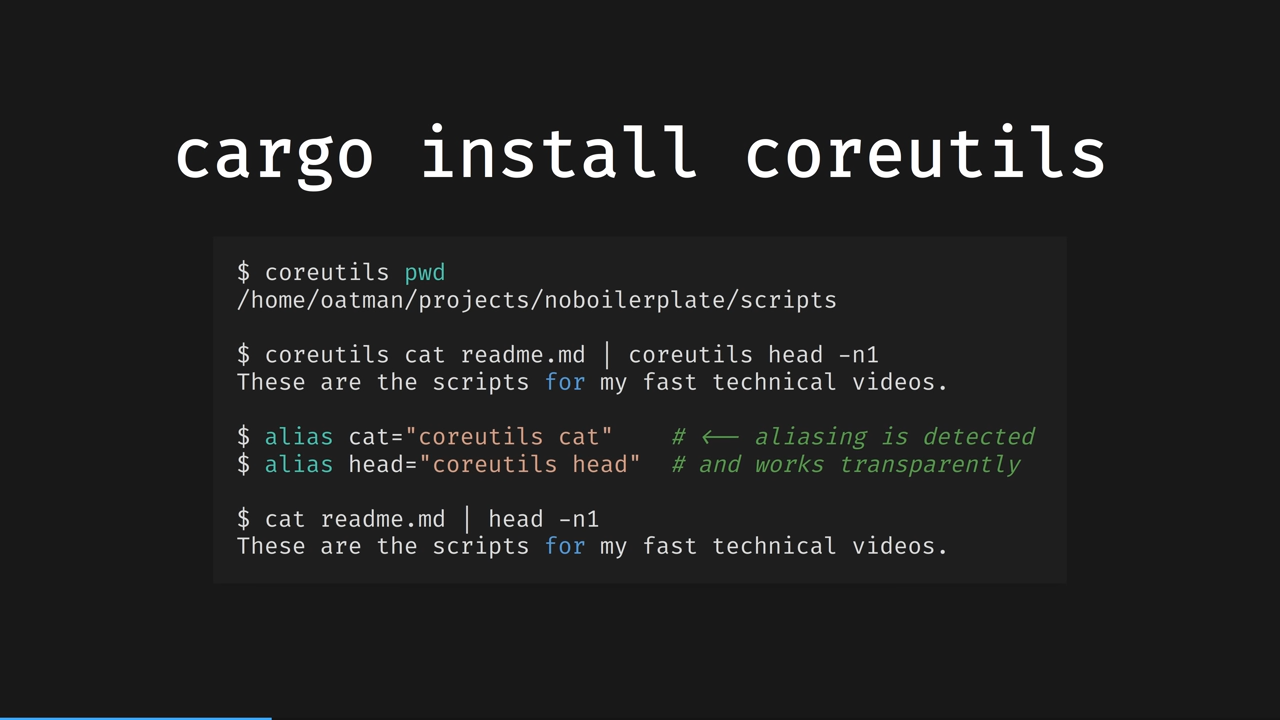 cargo install coreutils
$ coreutils pwd
/home/oatman/projects/noboilerplate/scripts
$ coreutils cat readme.md | coreutils head -n1
These are the scripts for my fast technical videos.
$ alias cat="coreutils cat"    # <-- aliasing is detected
$ alias head="coreutils head"  # and works transparently
$ cat readme.md | head -n1
These are the scripts for my fast technical videos.